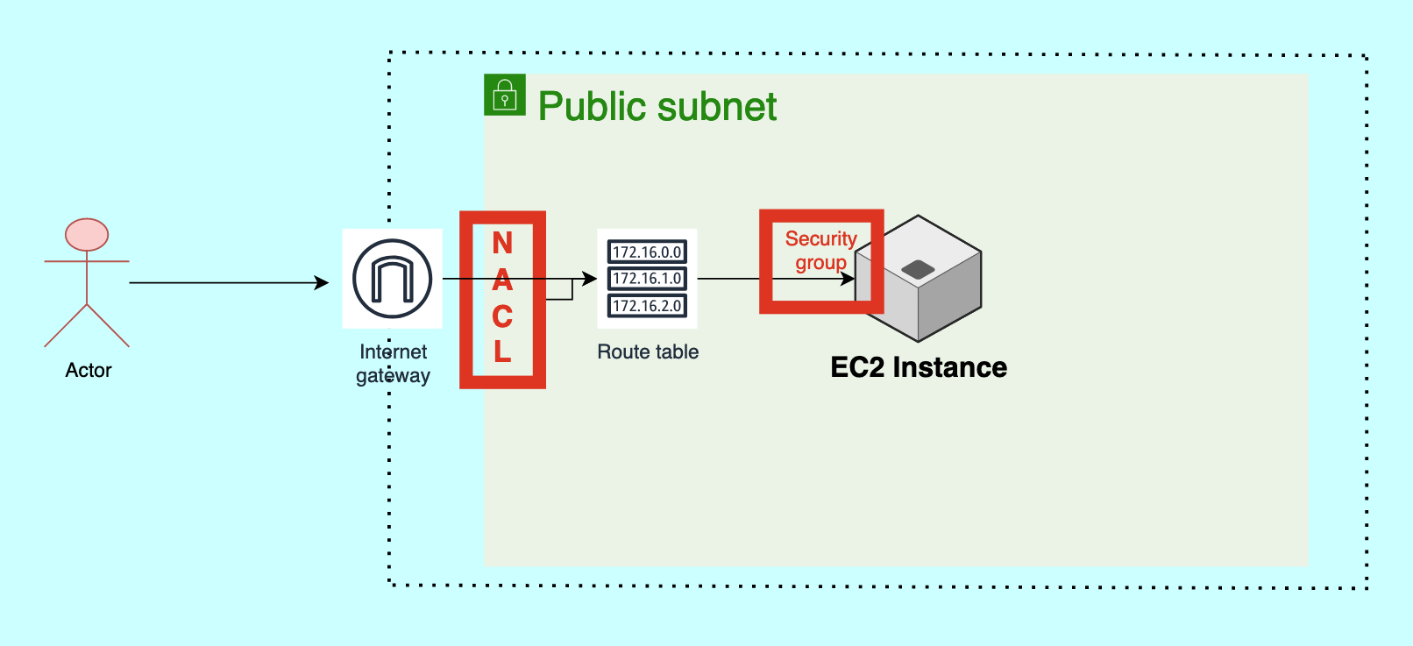 Public subnet
N
A
C
L
Security
group
172.16.0.0
172.16.1.0
172.16.2.0
Internet
gateway
Route table
Actor
EC2 Instance